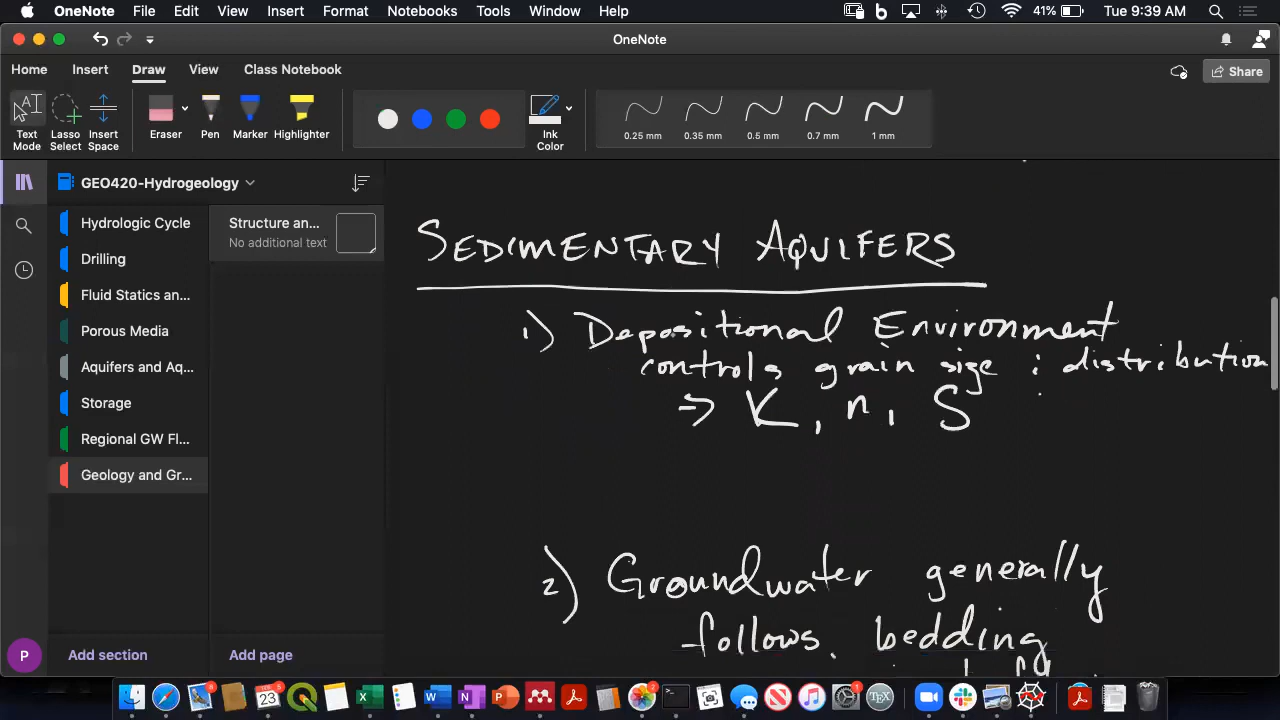 OneNote File Edit View Insert Format Notebooks Tools Window Help 41% Tue 9:39 AM
OneNote
Home Insert Draw View Class Notebook Share
Text Mode Lasso Select Insert Space Eraser Pen Marker Highlighter Ink Color 0.25 mm 0.35 mm 0.5 mm 0.7 mm 1 mm
GEO420-Hydrogeology
Hydrologic Cycle
Drilling
Fluid Statics an...
Porous Media
Aquifers and Aq...
Storage
Regional GW Fl...
Geology and Gr...
Structure an...
No additional text
SEDIMENTARY AQUIFERS
1) Depositional Environment
controls grain size : distribution
=> K, n, S
2) Groundwater generally
follows bedding
P Add section Add page